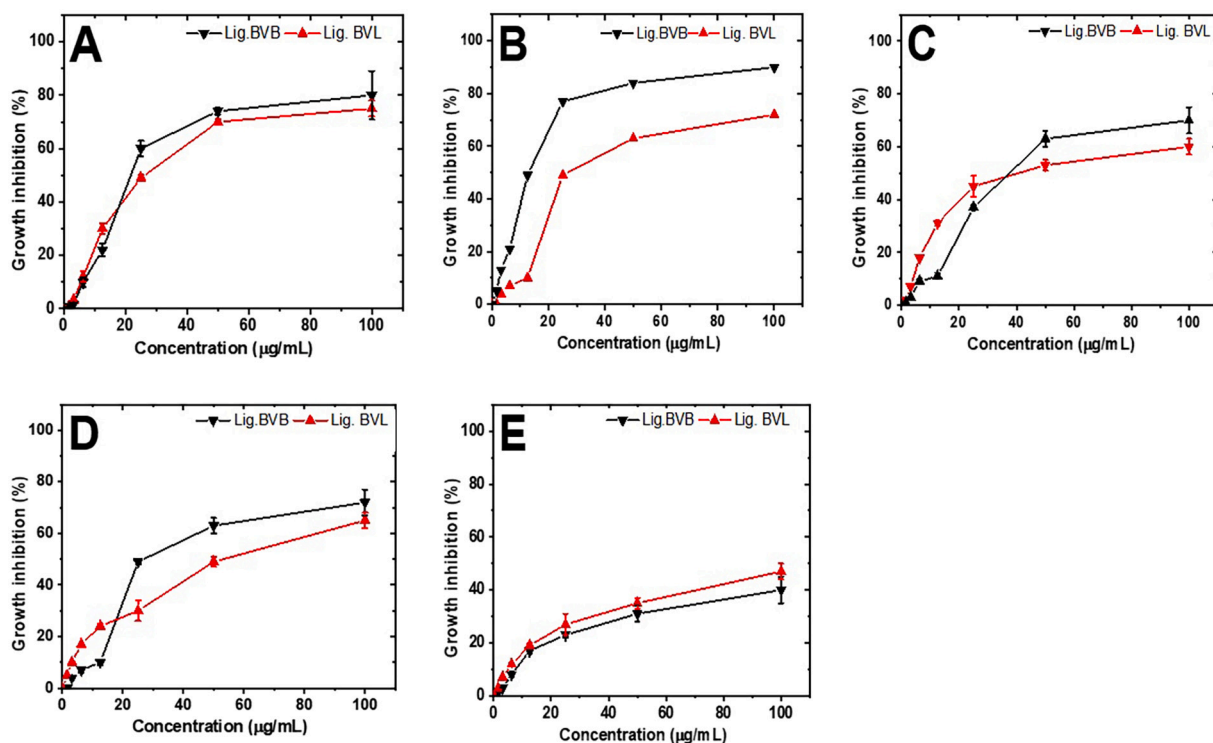 A
Lig.BVB Lig. BVL
100
80
60
40
20
0
Growth inhibition (%)
0 20 40 60 80 100
Concentration (µg/mL)
B
Lig.BVB Lig. BVL
100
80
60
40
20
0
Growth inhibition (%)
0 20 40 60 80 100
Concentration (µg/mL)
C
Lig.BVB Lig. BVL
100
80
60
40
20
0
Growth inhibition (%)
0 20 40 60 80 100
Concentration (µg/mL)
D
Lig.BVB Lig. BVL
100
80
60
40
20
0
Growth inhibition (%)
0 20 40 60 80 100
Concentration (µg/mL)
E
Lig.BVB Lig. BVL
100
80
60
40
20
0
Growth inhibition (%)
0 20 40 60 80 100
Concentration (µg/mL)